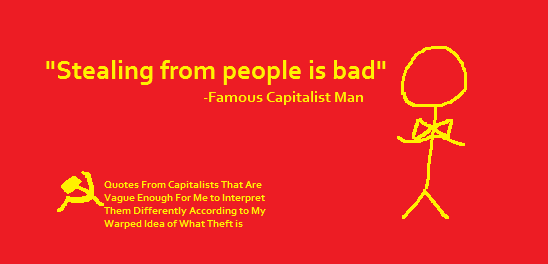 "Stealing from people is bad"
-Famous Capitalist Man
Quotes From Capitalists That Are
Vague Enough For Me to Interpret
Them Differently According to My
Warped Idea of What Theft is